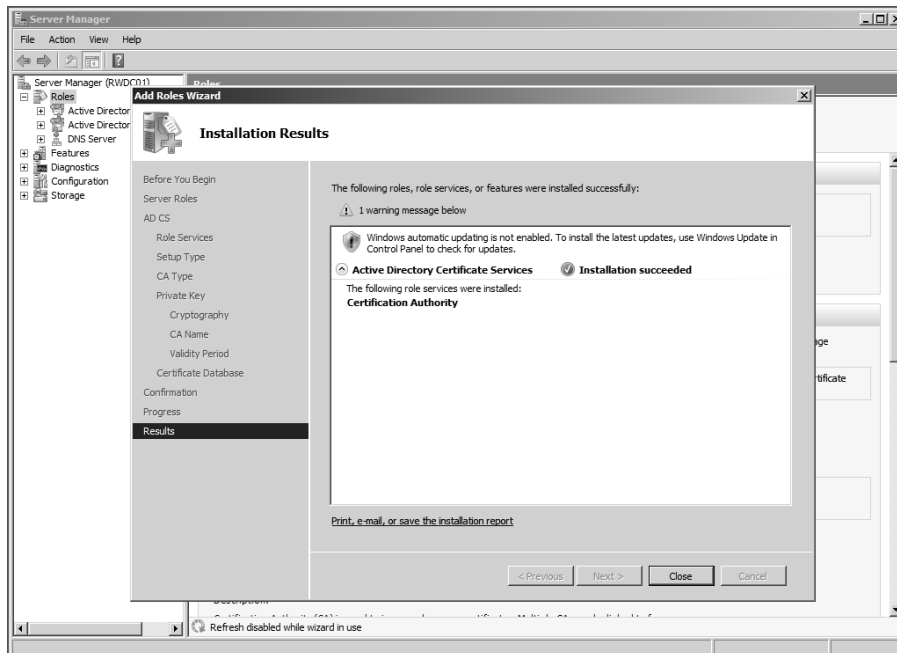 Server Manager
File Action View Help
Server Manager (RWDC01)
Roles
Active Director
Active Director
DNS Server
Features
Diagnostics
Configuration
Storage
Roles
Add Roles Wizard
Installation Results
Before You Begin
Server Roles
AD CS
Role Services
Setup Type
CA Type
Private Key
Cryptography
CA Name
Validity Period
Certificate Database
Confirmation
Progress
Results
The following roles, role services, or features were installed successfully:
1 warning message below
Windows automatic updating is not enabled. To install the latest updates, use Windows Update in
Control Panel to check for updates.
Active Directory Certificate Services Installation succeeded
The following role services were installed:
Certification Authority
Print, e-mail, or save the installation report
< Previous Next > Close Cancel
age
rtificate
Refresh disabled while wizard in use